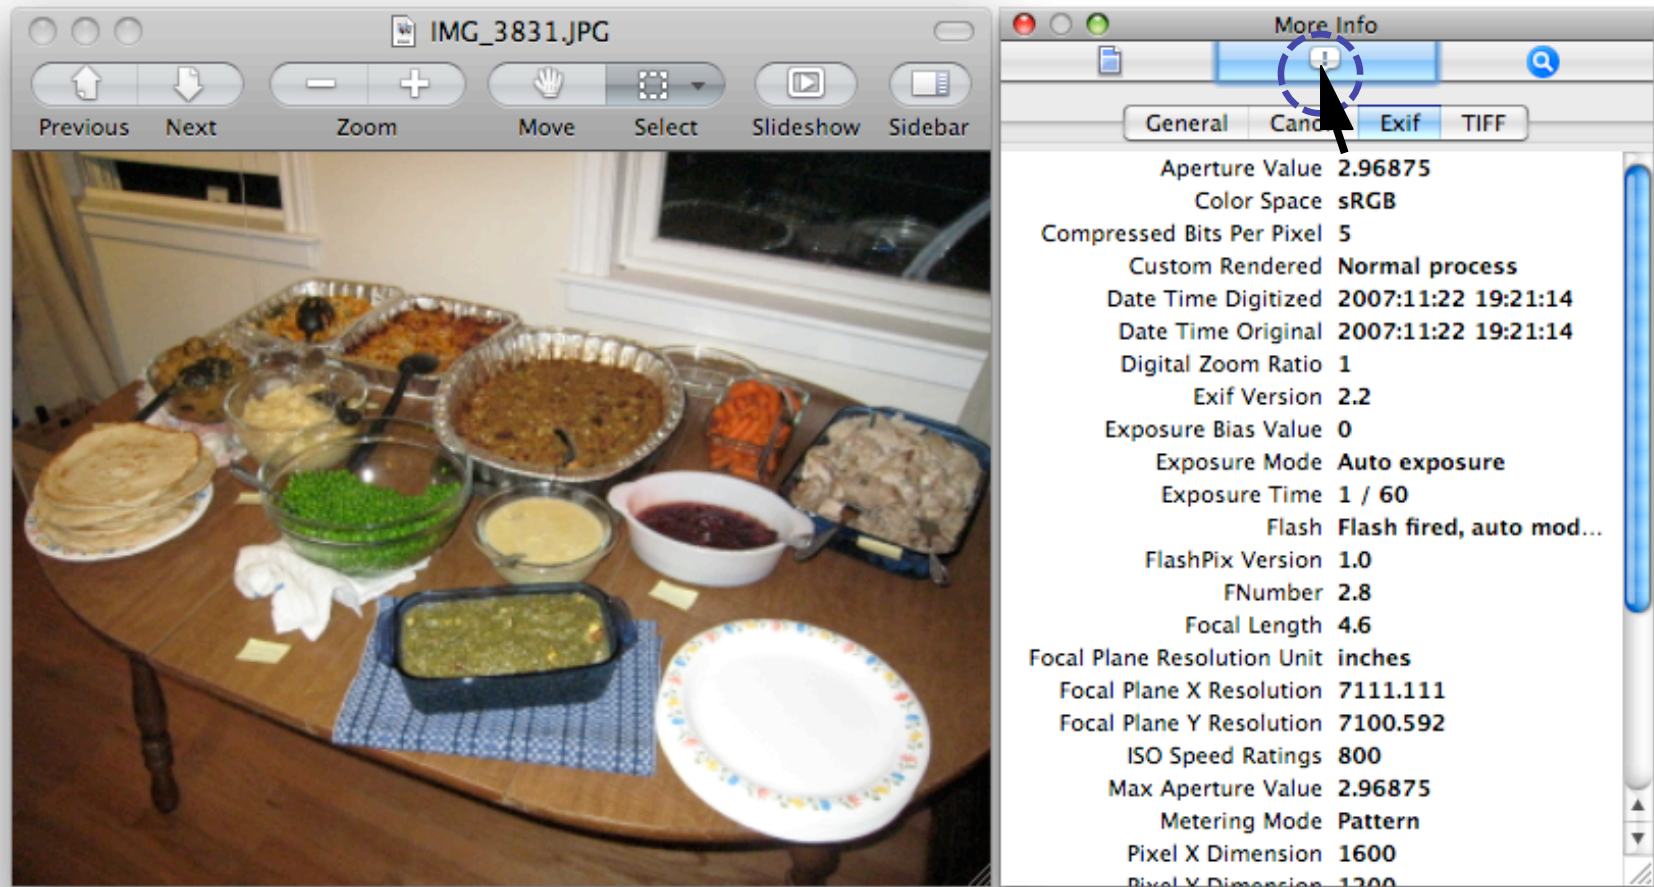 IMG_3831.JPG
Previous Next Zoom Move Select Slideshow Sidebar
More Info
General Exif TIFF
Aperture Value 2.96875
Color Space sRGB
Compressed Bits Per Pixel 5
Custom Rendered Normal process
Date Time Digitized 2007:11:22 19:21:14
Date Time Original 2007:11:22 19:21:14
Digital Zoom Ratio 1
Exif Version 2.2
Exposure Bias Value 0
Exposure Mode Auto exposure
Exposure Time 1 / 60
Flash Flash fired, auto mod...
FlashPix Version 1.0
FNumber 2.8
Focal Length 4.6
Focal Plane Resolution Unit inches
Focal Plane X Resolution 7111.111
Focal Plane Y Resolution 7100.592
ISO Speed Ratings 800
Max Aperture Value 2.96875
Metering Mode Pattern
Pixel X Dimension 1600
Pixel Y Dimension 1200